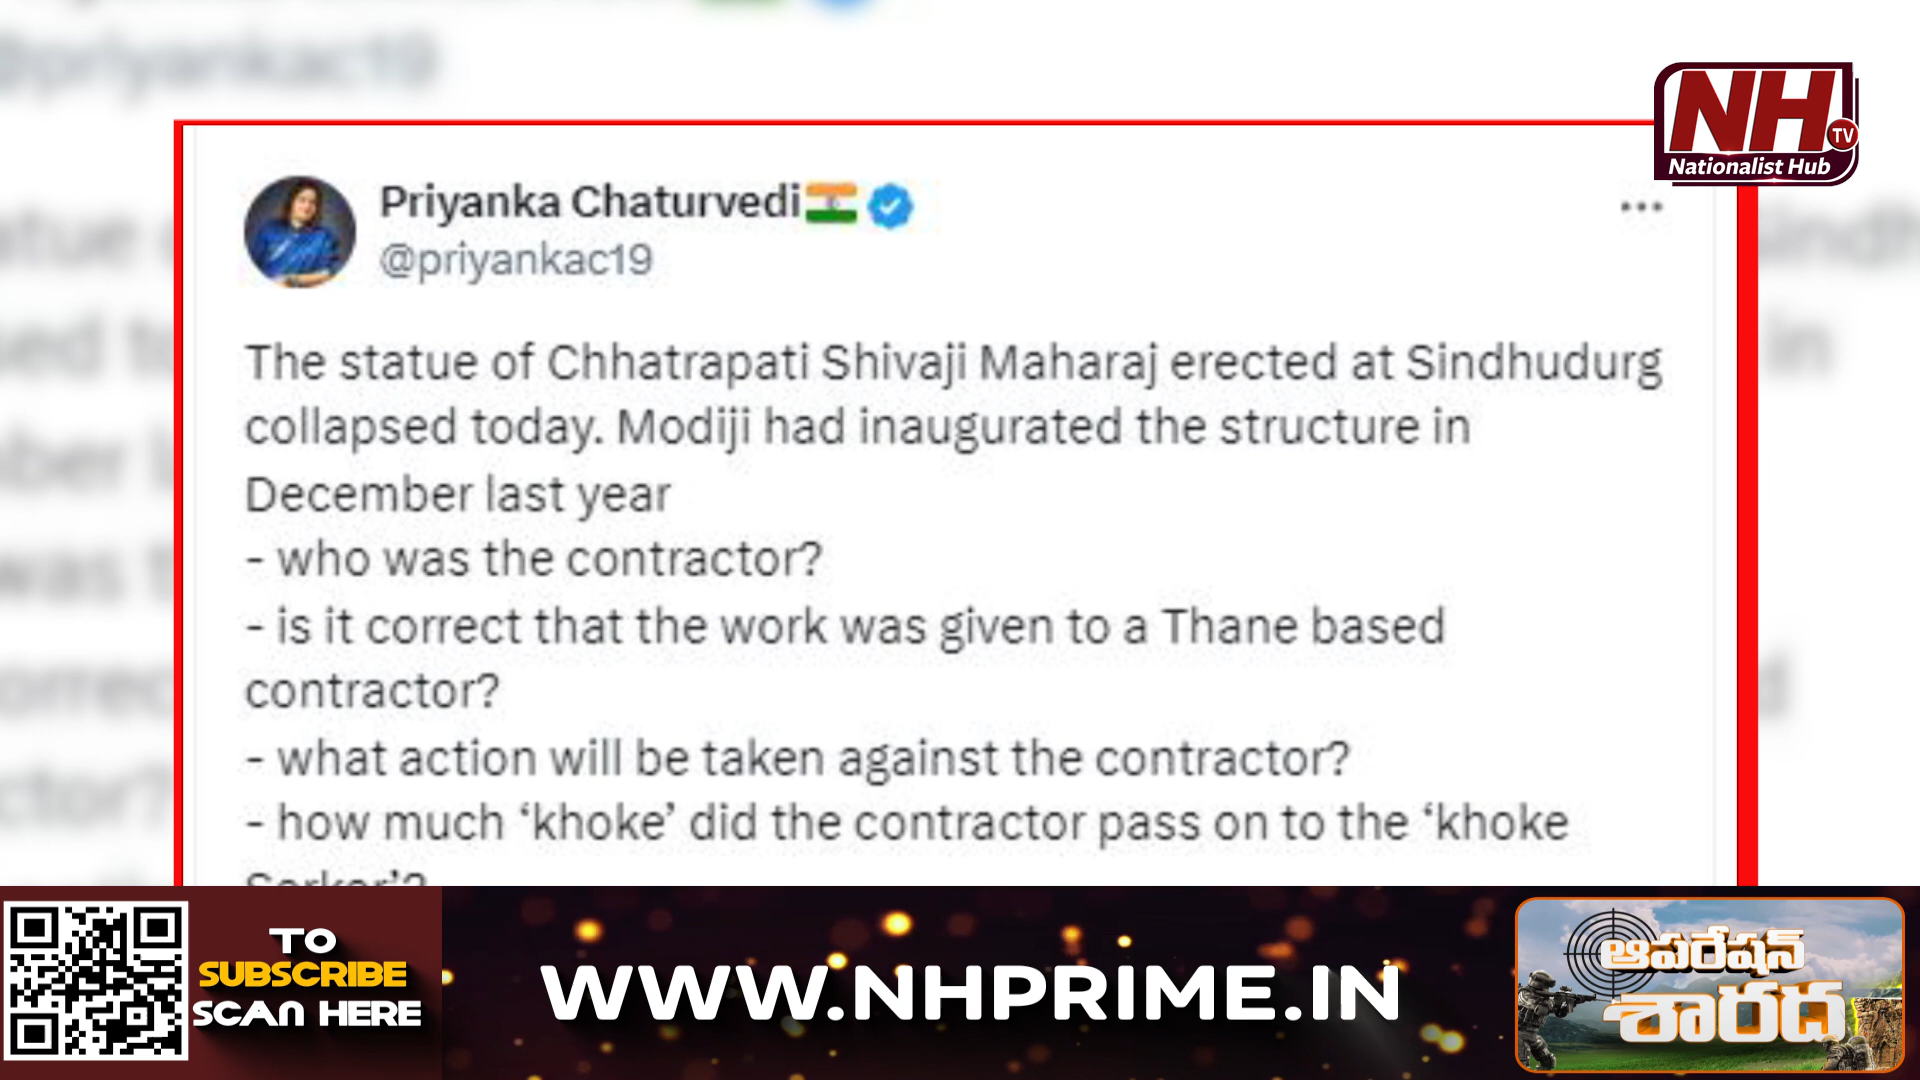 @priyankac19
NH
TV
Nationalist Hub
Priyanka Chaturvedi
@priyankac19
The statue of Chhatrapati Shivaji Maharaj erected at Sindhudurg
collapsed today. Modiji had inaugurated the structure in
December last year
- who was the contractor?
- is it correct that the work was given to a Thane based
contractor?
- what action will be taken against the contractor?
- how much ‘khoke’ did the contractor pass on to the ‘khoke
TO
SUBSCRIBE
SCAN HERE
WWW.NHPRIME.IN
ఆపరేషన్
శారద